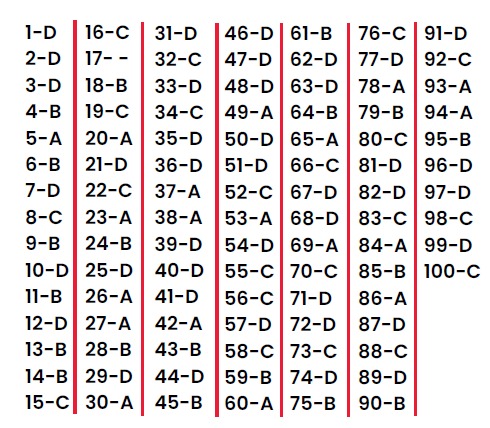 1-D
2-D
3-D
4-B
5-A
6-B
7-D
8-C
9-B
10-D
11-B
12-D
13-B
14-B
15-C
16-C
17- -
18-B
19-C
20-A
21-D
22-C
23-A
24-B
25-D
26-A
27-A
28-B
29-D
30-A
31-D
32-C
33-D
34-C
35-D
36-D
37-A
38-A
39-D
40-D
41-D
42-A
43-B
44-D
45-B
46-D
47-D
48-D
49-A
50-D
51-D
52-C
53-A
54-D
55-C
56-C
57-D
58-C
59-B
60-A
61-B
62-D
63-D
64-B
65-A
66-C
67-D
68-D
69-A
70-C
71-D
72-D
73-C
74-D
75-B
76-C
77-D
78-A
79-B
80-C
81-D
82-D
83-C
84-A
85-B
86-A
87-D
88-C
89-D
90-B
91-D
92-C
93-A
94-A
95-B
96-D
97-D
98-C
99-D
100-C